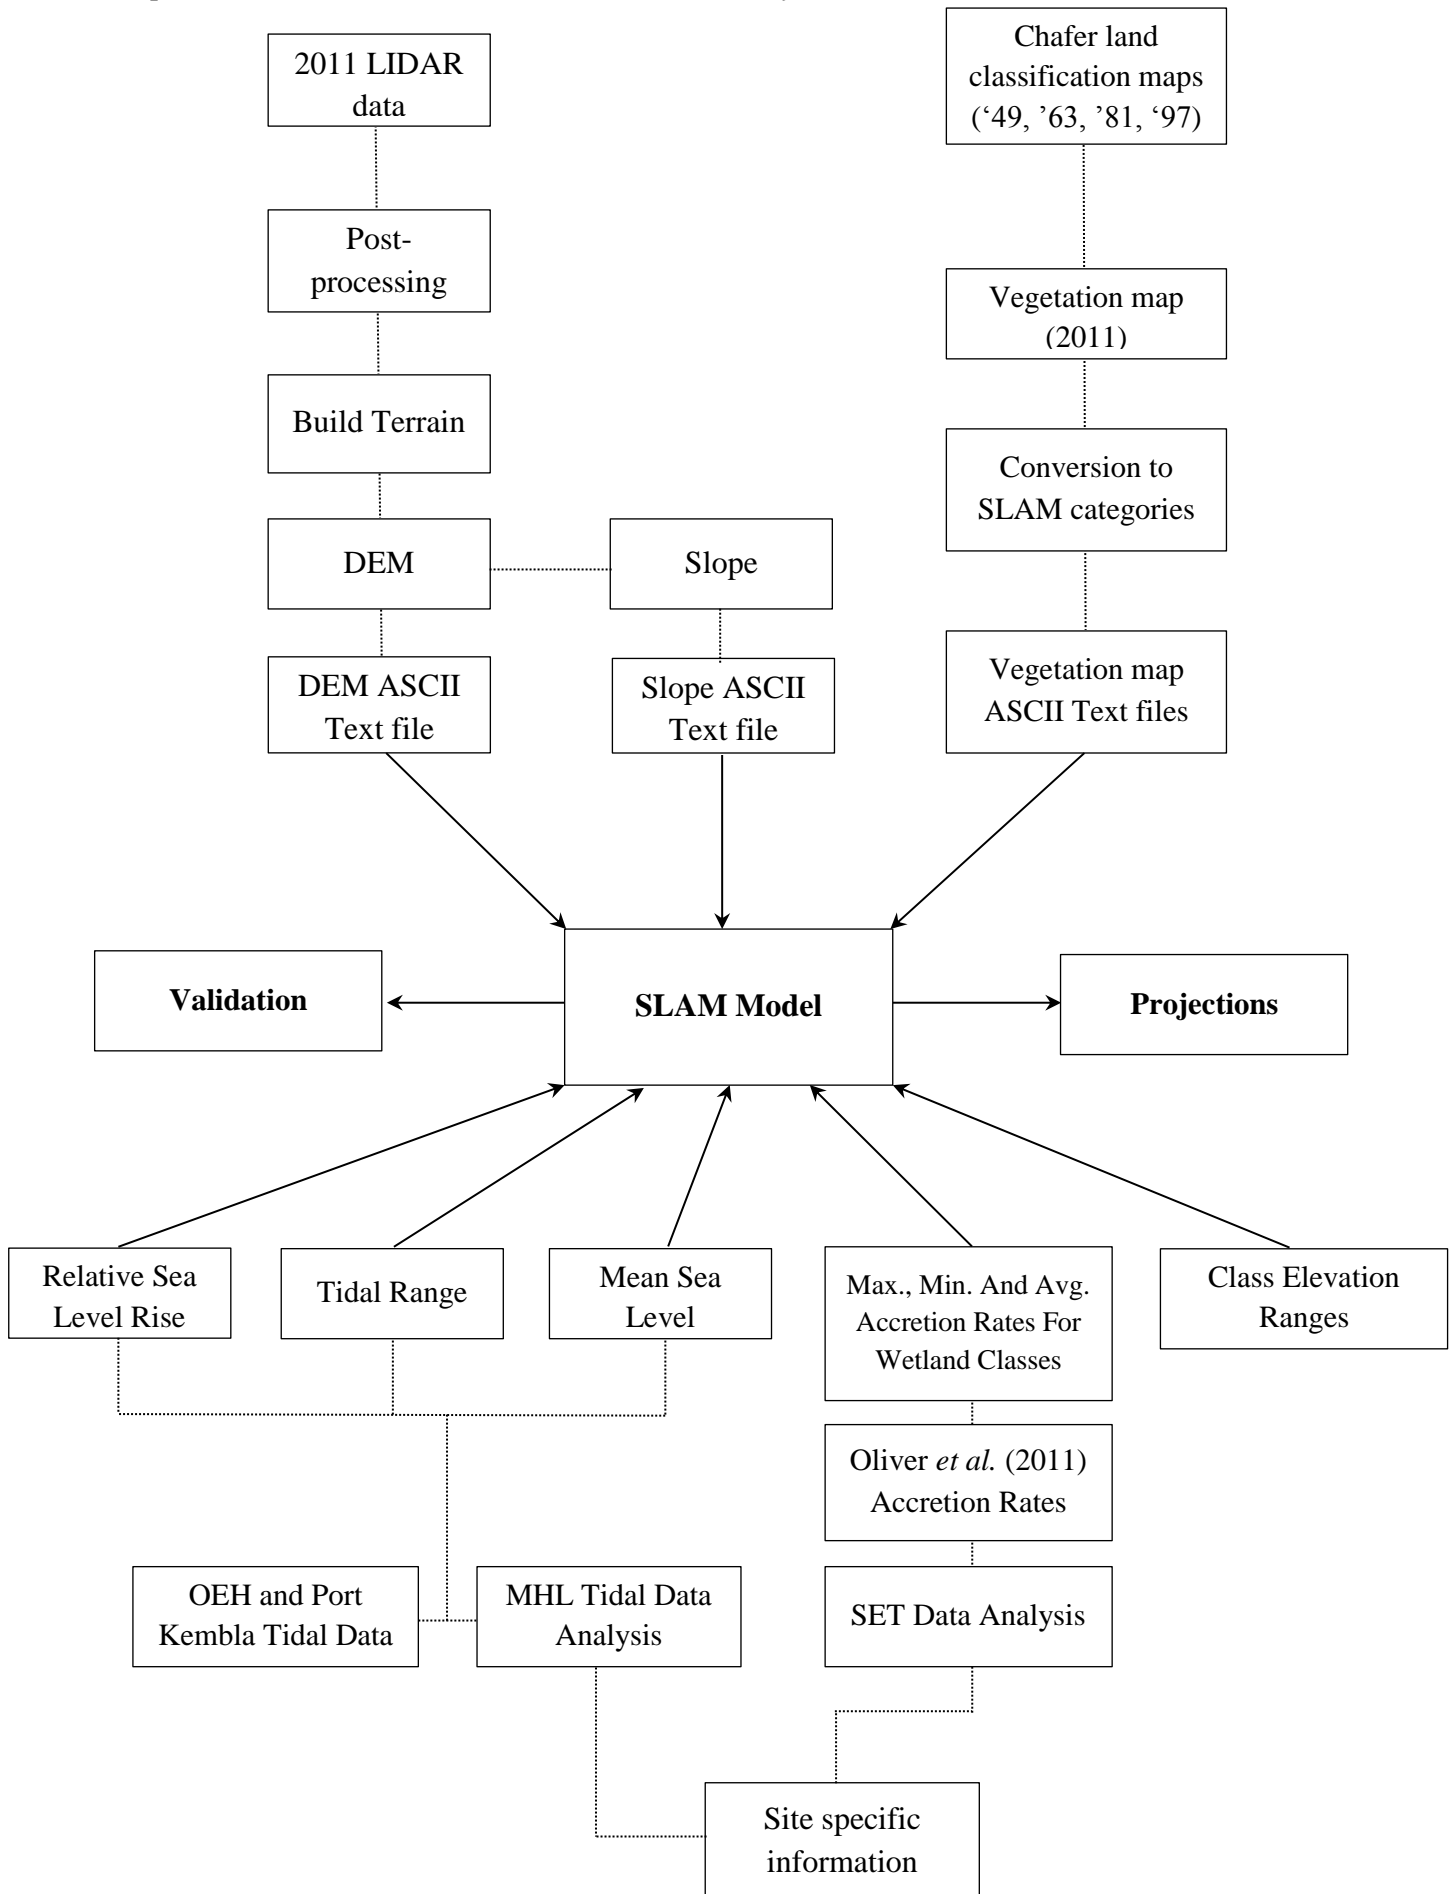 2011 LIDAR
data
Chafer land
classification maps
(‘49, ’63, ’81, ‘97)
Post-
processing
Vegetation map
(2011)
Build Terrain
Conversion to
SLAM categories
DEM
Slope
DEM ASCII
Text file
Slope ASCII
Text file
Vegetation map
ASCII Text files
Validation
SLAM Model
Projections
Relative Sea
Level Rise
Tidal Range
Mean Sea
Level
Max., Min. And Avg.
Accretion Rates For
Wetland Classes
Class Elevation
Ranges
Oliver et al. (2011)
Accretion Rates
OEH and Port
Kembla Tidal Data
MHL Tidal Data
Analysis
SET Data Analysis
Site specific
information